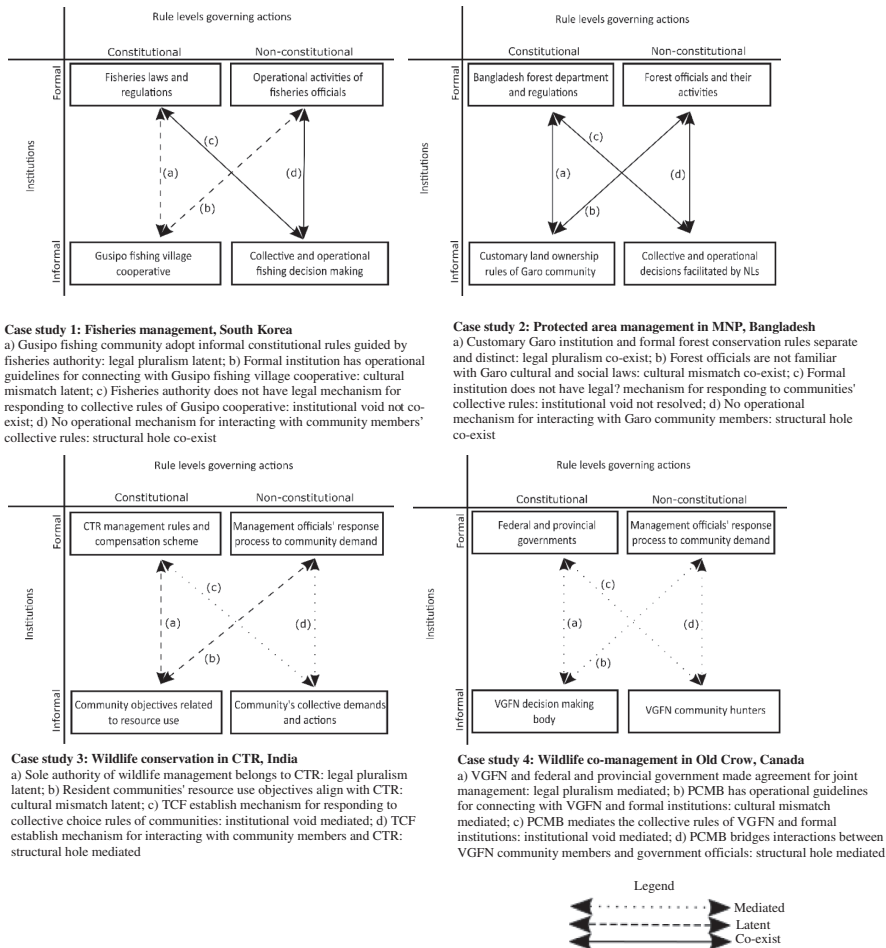 Rule levels governing actions
Constitutional
Non-constitutional
Institutions
Formal
Informal
Fisheries laws and
regulations
Operational activities of
fisheries officials
(a)
(b)
(c)
(d)
Gusipo fishing village
cooperative
Collective and operational
fishing decision making
Case study 1: Fisheries management, South Korea
a) Gusipo fishing community adopt informal constitutional rules guided by
fisheries authority: legal pluralism latent; b) Formal institution has operational
guidelines for connecting with Gusipo fishing village cooperative: cultural
mismatch latent; c) Fisheries authority does not have legal mechanism for
responding to collective rules of Gusipo cooperative: institutional void not co-
exist; d) No operational mechanism for interacting with community members'
collective rules: structural hole co-exist
Rule levels governing actions
Constitutional
Non-constitutional
Institutions
Formal
Informal
Bangladesh forest department
and regulations
Forest officials and their
activities
(a)
(b)
(c)
(d)
Customary land ownership
rules of Garo community
Collective and operational
decisions facilitated by NLs
Case study 2: Protected area management in MNP, Bangladesh
a) Customary Garo institution and formal forest conservation rules separate
and distinct: legal pluralism co-exist; b) Forest officials are not familiar
with Garo cultural and social laws: cultural mismatch co-exist; c) Formal
institution does not have legal? mechanism for responding to communities'
collective rules: institutional void not resolved; d) No operational
mechanism for interacting with Garo community members: structural hole
co-exist
Rule levels governing actions
Constitutional
Non-constitutional
Institutions
Formal
Informal
CTR management rules and
compensation scheme
Management officials' response
process to community demand
(a)
(b)
(c)
(d)
Community objectives related
to resource use
Community's collective demands
and actions
Case study 3: Wildlife conservation in CTR, India
a) Sole authority of wildlife management belongs to CTR: legal pluralism
latent; b) Resident communities' resource use objectives align with CTR:
cultural mismatch latent; c) TCF establish mechanism for responding to
collective choice rules of communities: institutional void mediated; d) TCF
establish mechanism for interacting with community members and CTR:
structural hole mediated
Rule levels governing actions
Constitutional
Non-constitutional
Institutions
Formal
Informal
Federal and provincial
governments
Management officials' response
process to community demand
(a)
(b)
(c)
(d)
VGFN decision making
body
VGFN community hunters
Case study 4: Wildlife co-management in Old Crow, Canada
a) VGFN and federal and provincial government made agreement for joint
management: legal pluralism mediated; b) PCMB has operational guidelines
for connecting with VGFN and formal institutions: cultural mismatch
mediated; c) PCMB mediates the collective rules of VGFN and formal
institutions: institutional void mediated; d) PCMB bridges interactions between
VGFN community members and government officials: structural hole mediated
Legend
Mediated
Latent
Co-exist